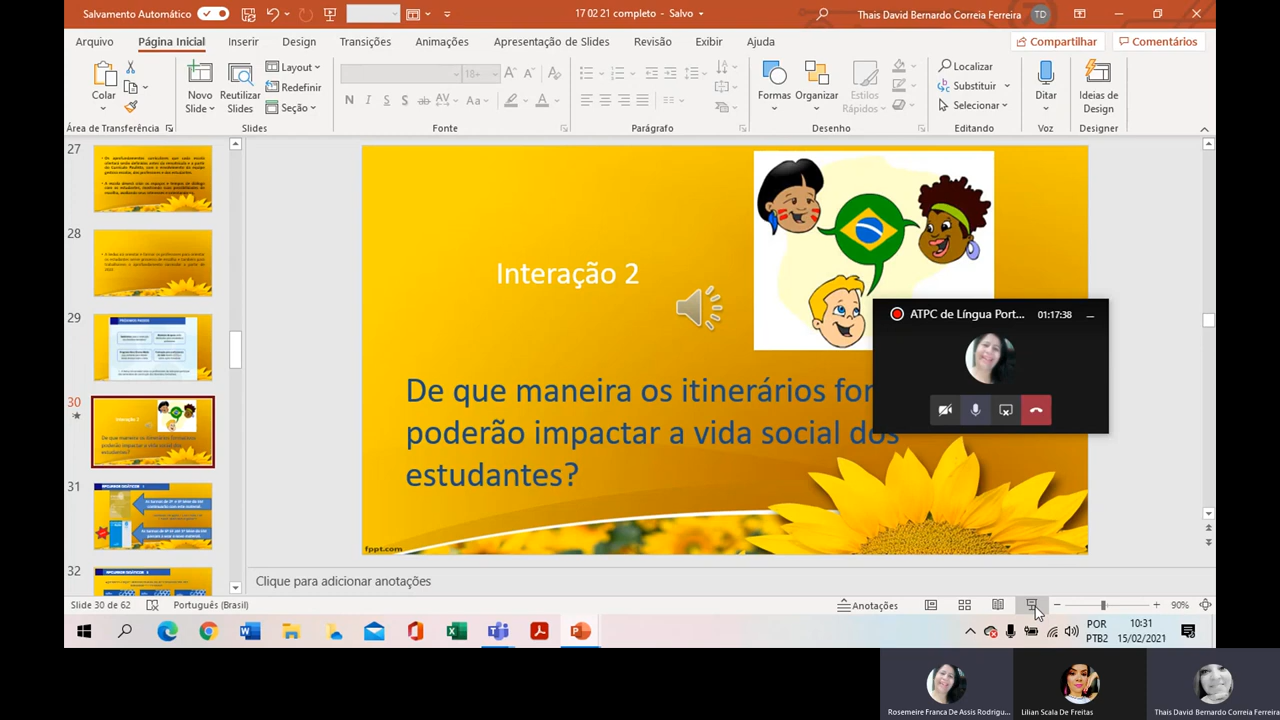 Salvamento Automático
17 02 21 completo - Salvo
Thais David Bernardo Correia Ferreira
TD
Arquivo
Página Inicial
Inserir
Design
Transições
Animações
Apresentação de Slides
Revisão
Exibir
Ajuda
Compartilhar
Comentários
Colar
Novo Slide
Reutilizar Slides
Layout
Redefinir
Seção
18+
N I S S ab AV Aa A
Formas
Organizar
Estilos Rápidos
Localizar
Substituir
Selecionar
Ditar
Ideias de Design
Área de Transferência
Slides
Fonte
Parágrafo
Desenho
Editando
Voz
Designer
27
28
29
30
31
32
Interação 2
De que maneira os itinerários for
poderão impactar a vida social dos
estudantes?
fppt.com
ATPC de Língua Port...
01:17:38
Clique para adicionar anotações
Slide 30 de 62
Português (Brasil)
Anotações
90%
POR
PTB2
10:31
15/02/2021
Rosemeire Franca De Assis Rodrigu...
Lilian Scala De Freitas
Thais David Bernardo Correia Ferreira